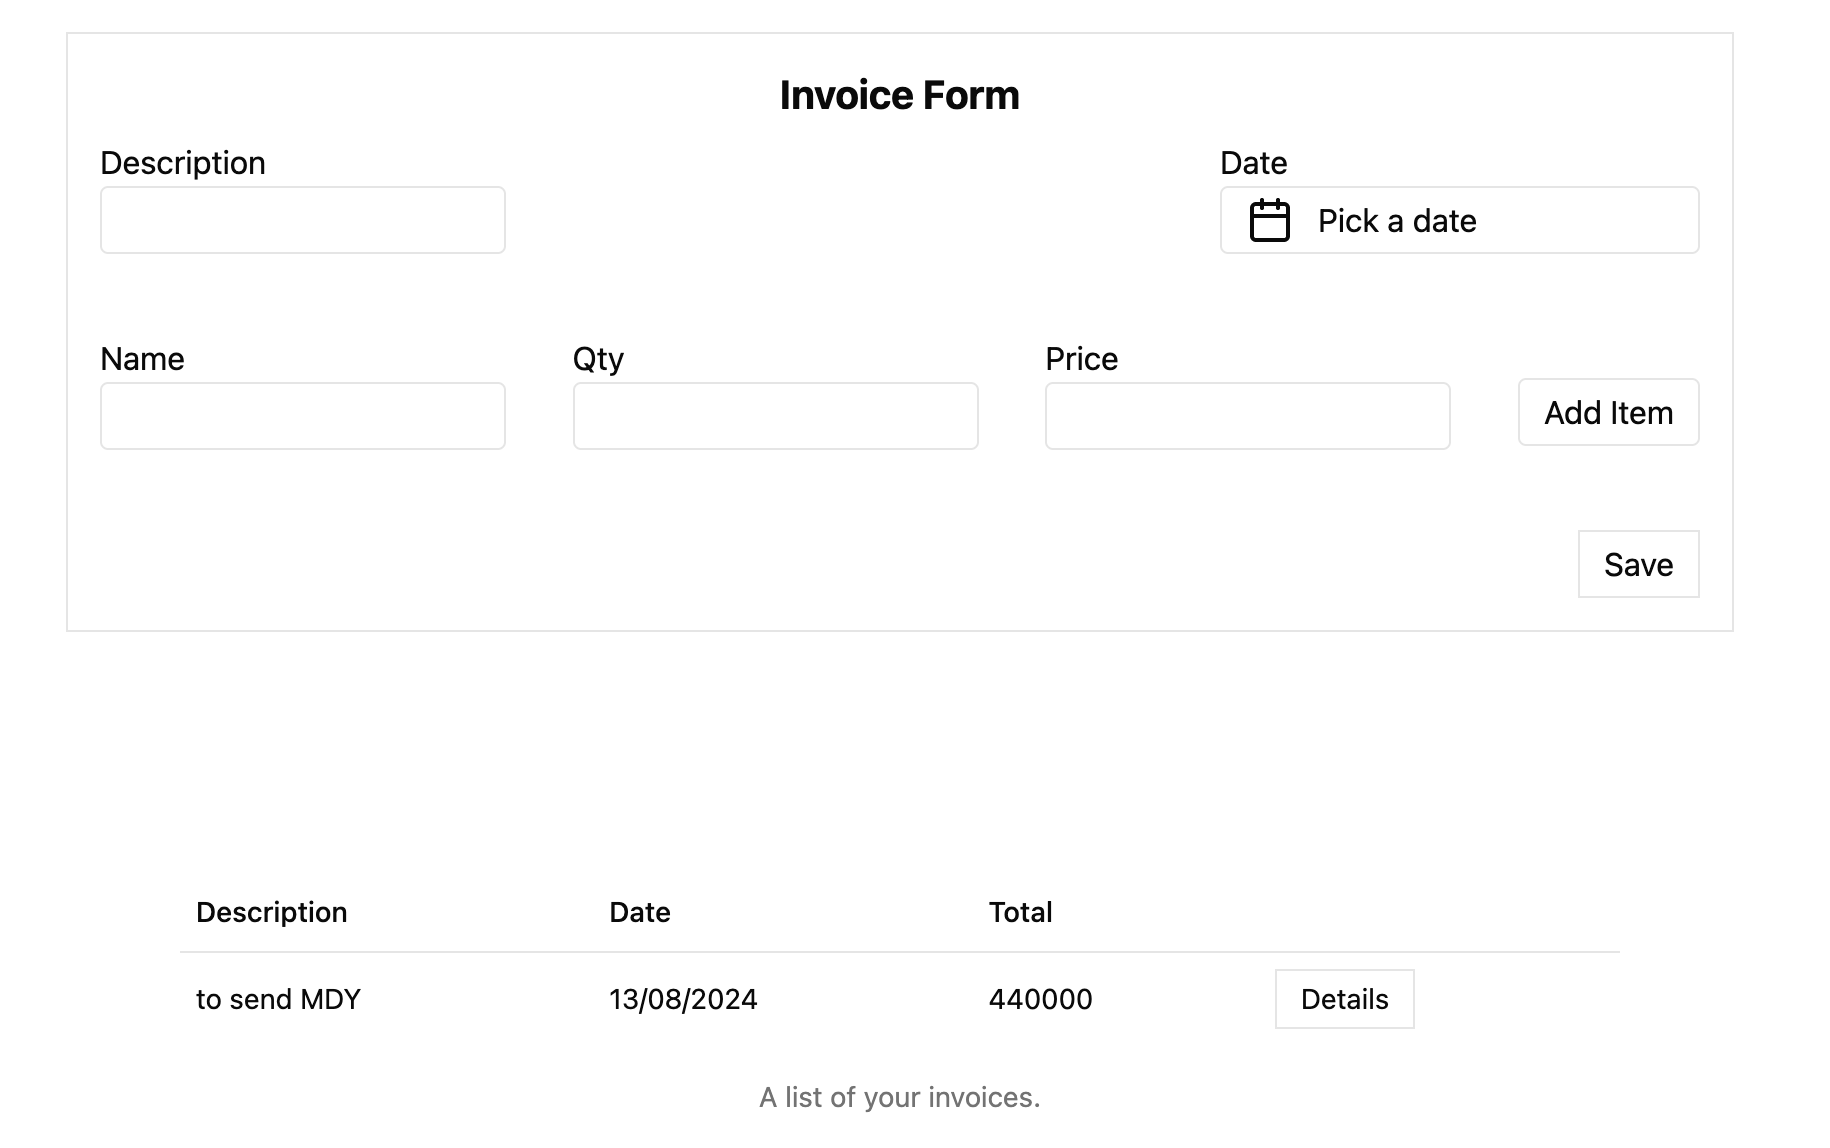 Invoice Form
Description
Date
Pick a date
Name
Qty
Price
Add Item
Save
Description Date Total
to send MDY 13/08/2024 440000 Details
A list of your invoices.